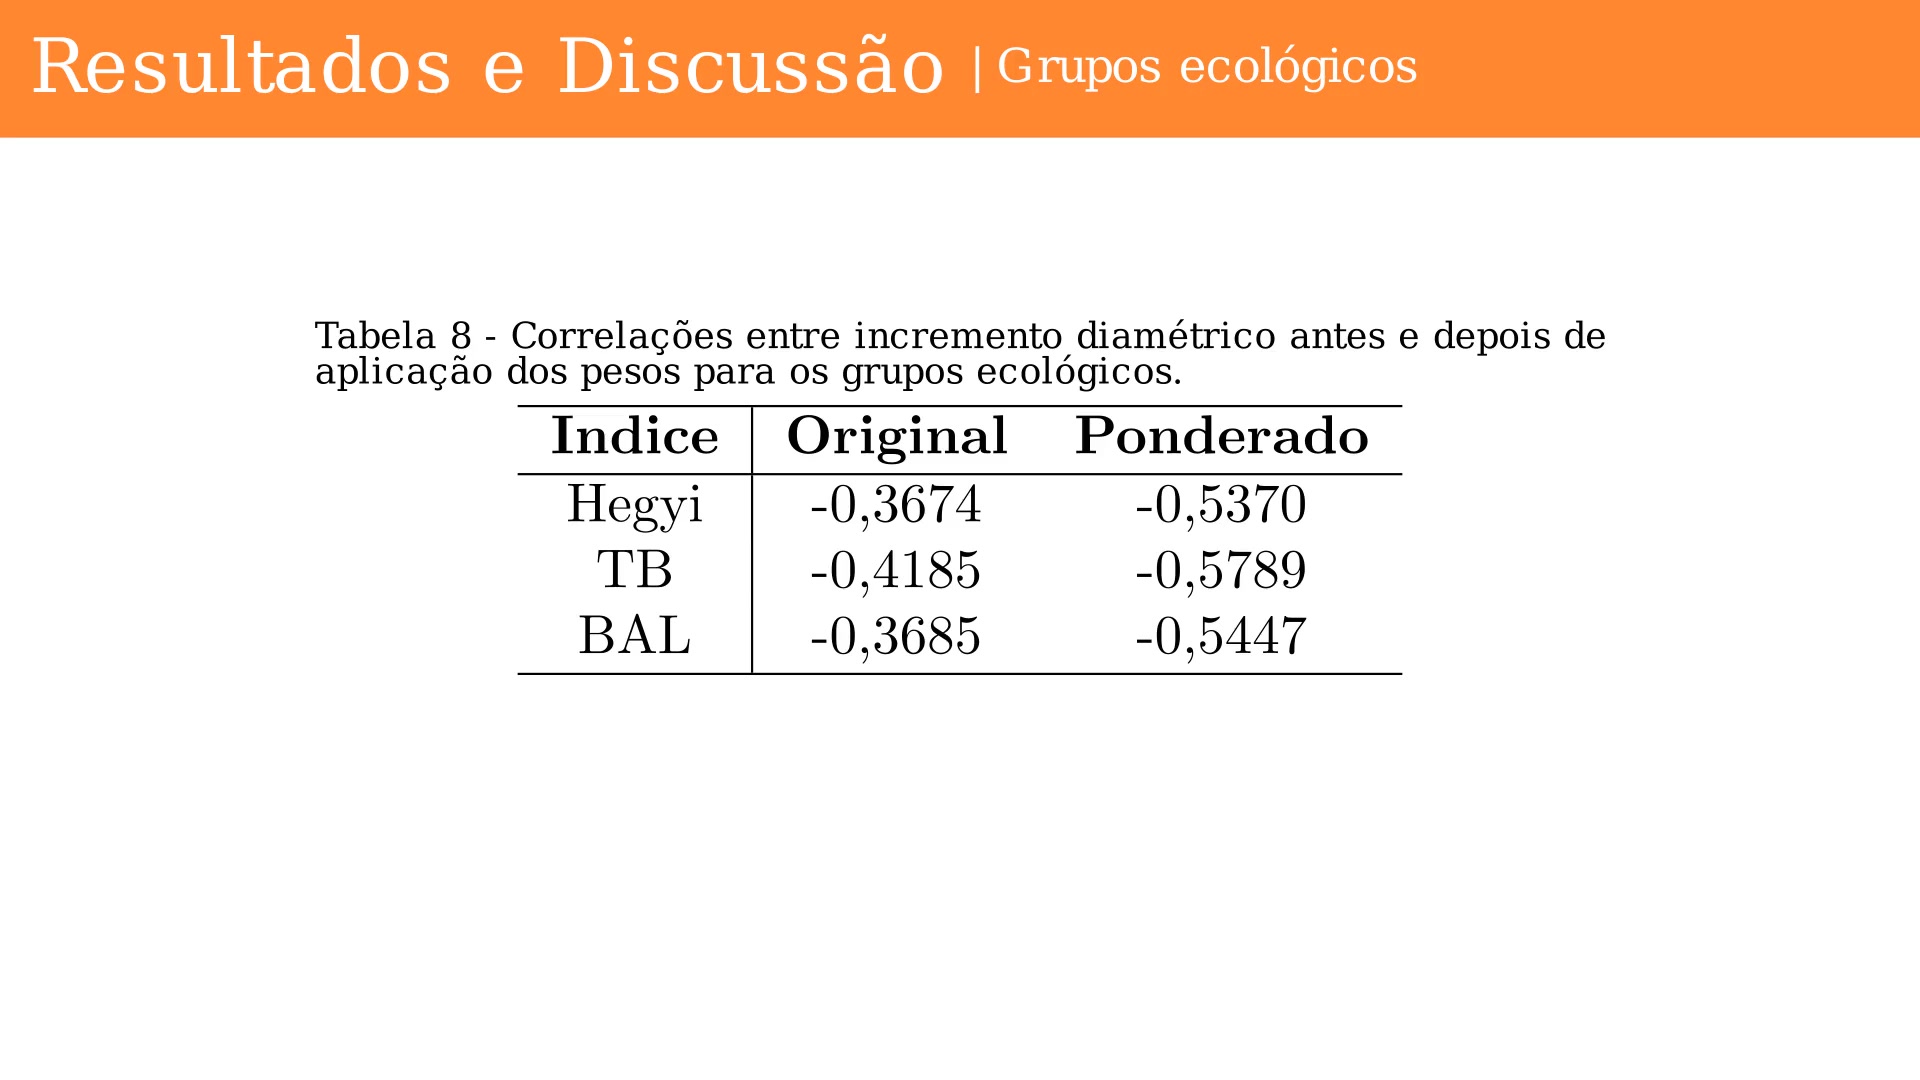 Resultados e Discussão | Grupos ecológicos
Tabela 8 - Correlações entre incremento diamétrico antes e depois de
aplicação dos pesos para os grupos ecológicos.
Indice Original Ponderado
Hegyi -0,3674 -0,5370
TB -0,4185 -0,5789
BAL -0,3685 -0,5447